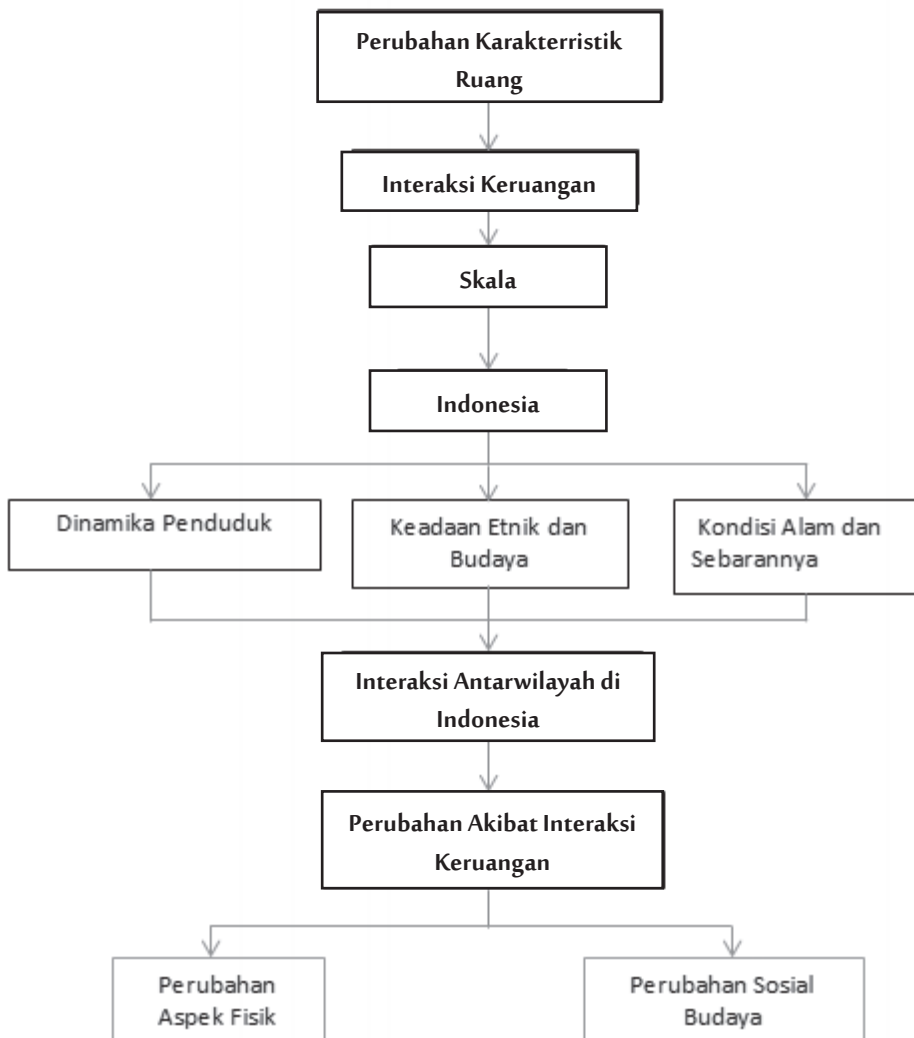 Perubahan Karakterristik
Ruang
Interaksi Keruangan
Skala
Indonesia
Dinamika Penduduk
Keadaan Etnik dan
Budaya
Kondisi Alam dan
Sebarannya
Interaksi Antarwilayah di
Indonesia
Perubahan Akibat Interaksi
Keruangan
Perubahan
Aspek Fisik
Perubahan Sosial
Budaya